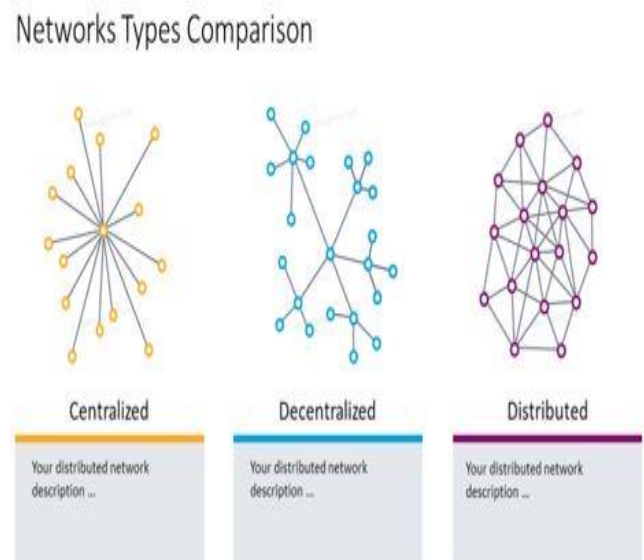 Networks Types Comparison
Centralized
Decentralized
Distributed
Your distributed network
description ...
Your distributed network
description ...
Your distributed network
description ...